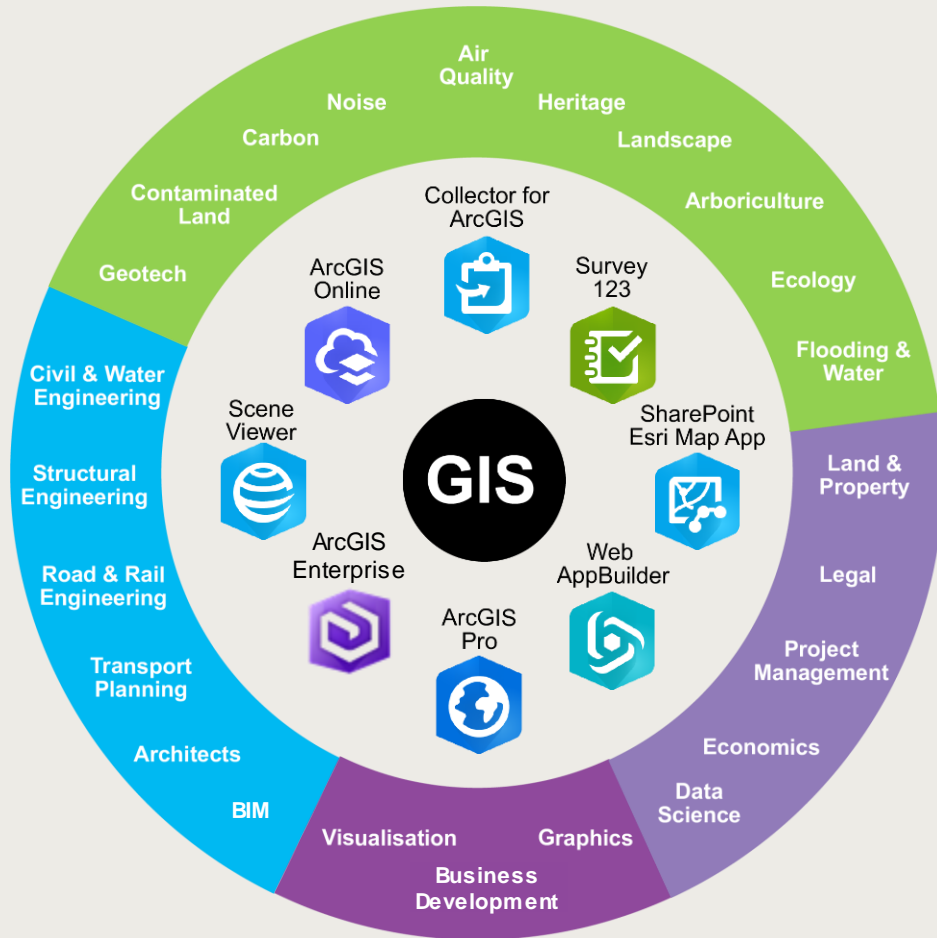 Air
Quality
Noise
Heritage
Carbon
Landscape
Contaminated
Land
Arboriculture
Geotech
Ecology
Flooding &
Water
Civil & Water
Engineering
Structural
Engineering
Road & Rail
Engineering
Transport
Planning
Architects
BIM
Visualisation
Business
Development
Graphics
Data
Science
Economics
Project
Management
Legal
Land &
Property
Collector for
ArcGIS
Survey
123
SharePoint
Esri Map App
Web
AppBuilder
ArcGIS
Pro
ArcGIS
Enterprise
Scene
Viewer
ArcGIS
Online
GIS